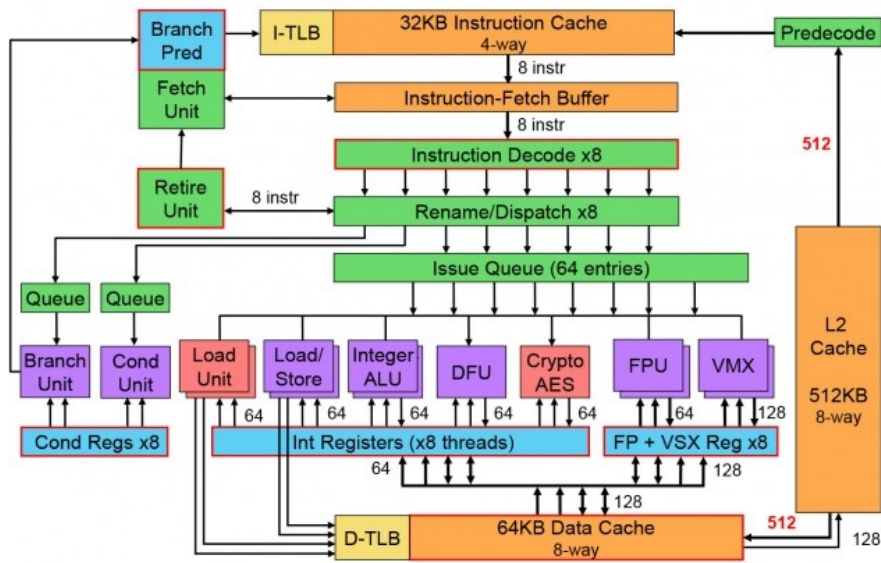 Branch
Pred
I-TLB
32KB Instruction Cache
4-way
Predecode
8 instr
Fetch
Unit
Instruction-Fetch Buffer
8 instr
512
Instruction Decode x8
Retire
Unit
8 instr
Rename/Dispatch x8
Issue Queue (64 entries)
Queue
Queue
L2
Cache
512KB
8-way
Branch
Unit
Cond
Unit
Load
Unit
Load/
Store
Integer
ALU
DFU
Crypto
AES
FPU
VMX
64
64
64
64
64
64
128
Cond Regs x8
Int Registers (x8 threads)
FP + VSX Reg x8
64
128
128
D-TLB
64KB Data Cache
8-way
512
128